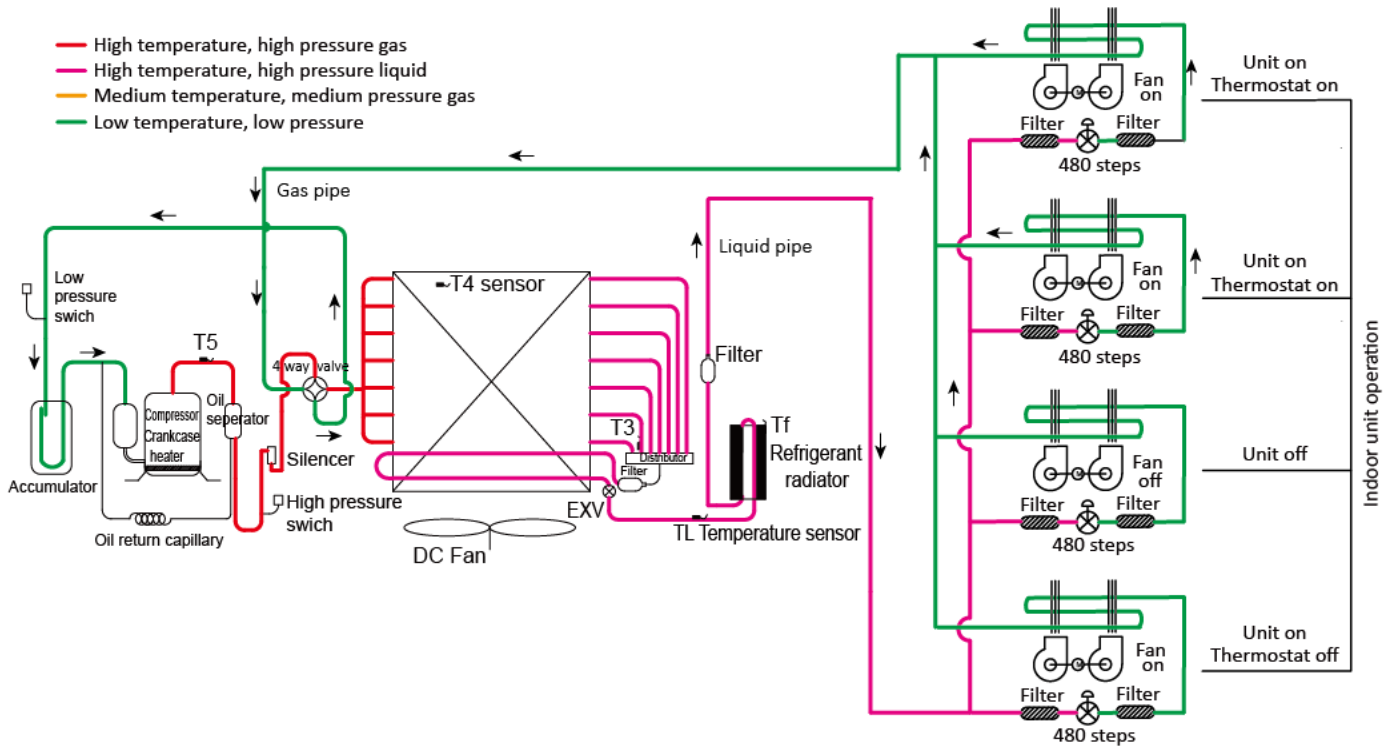 High temperature, high pressure gas
High temperature, high pressure liquid
Medium temperature, medium pressure gas
Low temperature, low pressure
Gas pipe
Liquid pipe
Low
pressure
swich
T5
4 way valve
T4 sensor
Compressor
Crankcase
heater
Oil
seperator
Silencer
High pressure
swich
Accumulator
Oil return capillary
DC Fan
T3
Distributor
Filter
EXV
TL Temperature sensor
Filter
Tf
Refrigerant
radiator
Fan
on
M
Filter
Filter
480 steps
Unit on
Thermostat on
Fan
on
M
Filter
Filter
480 steps
Unit on
Thermostat on
Fan
off
M
Filter
Filter
480 steps
Unit off
Fan
on
M
Filter
Filter
480 steps
Unit on
Thermostat off
Indoor unit operation